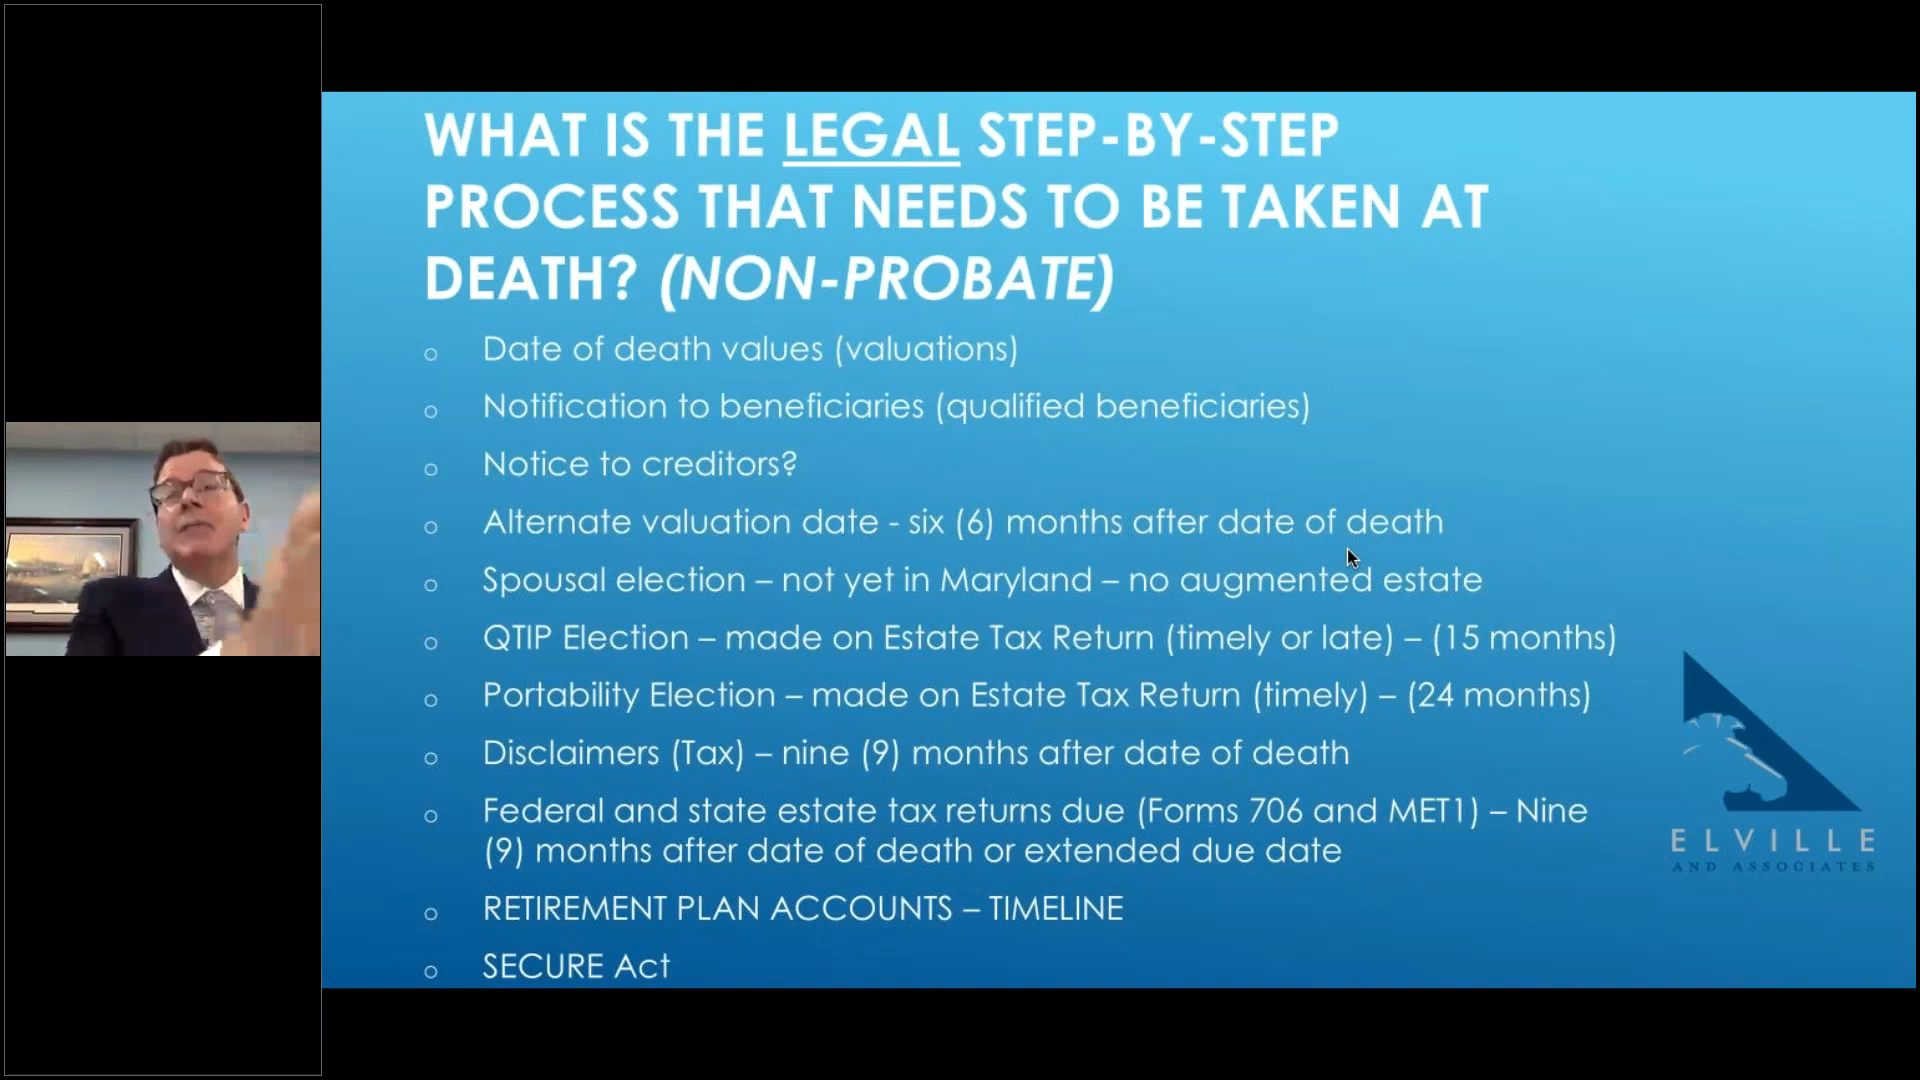 WHAT IS THE LEGAL STEP-BY-STEP
PROCESS THAT NEEDS TO BE TAKEN AT
DEATH? (NON-PROBATE)
o Date of death values (valuations)
o Notification to beneficiaries (qualified beneficiaries)
o Notice to creditors?
o Alternate valuation date - six (6) months after date of death
o Spousal election – not yet in Maryland – no augmented estate
o QTIP Election – made on Estate Tax Return (timely or late) – (15 months)
o Portability Election – made on Estate Tax Return (timely) – (24 months)
o Disclaimers (Tax) – nine (9) months after date of death
o Federal and state estate tax returns due (Forms 706 and MET1) – Nine
(9) months after date of death or extended due date
o RETIREMENT PLAN ACCOUNTS – TIMELINE
o SECURE Act
ELVILLE
AND ASSOCIATES